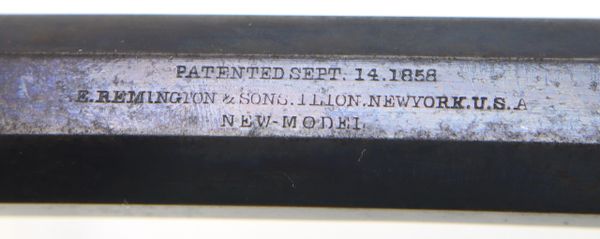 PATENTED SEPT. 14.1858
E.REMINGTON & SONS.ILION.NEWYORK.U.S.A
NEW-MODEL